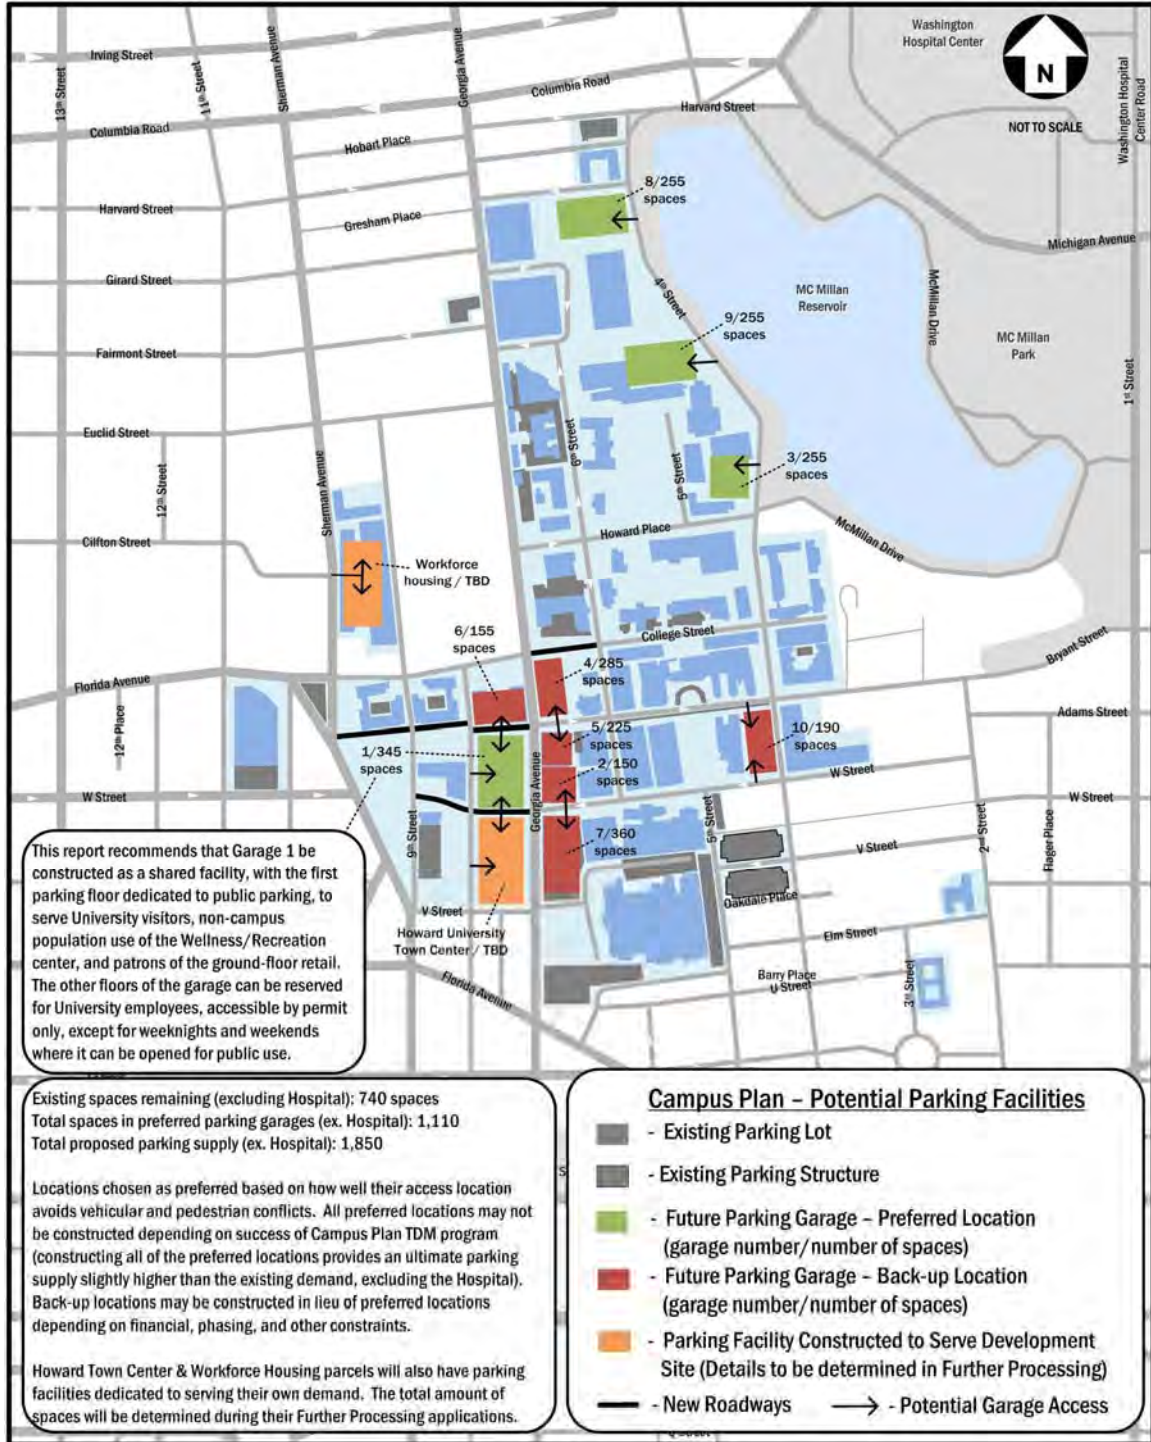 Washington
Hospital Center
N
NOT TO SCALE
Washington Hospital
Center Road
Irving Street
13th Street
11th Street
Sherman Avenue
Georgia Avenue
Columbia Road
Columbia Road
Harvard Street
Hobart Place
8/255
spaces
Harvard Street
Gresham Place
Michigan Avenue
Girard Street
4th Street
MC Millan
Reservoir
McMillan Drive
9/255
spaces
MC Millan
Park
Fairmont Street
1st Street
Euclid Street
12th Street
6th Street
5th Street
3/255
spaces
Sherman Avenue
Howard Place
McMillan Drive
Cilfton Street
Workforce
housing / TBD
6/155
spaces
College Street
Bryant Street
4/285
spaces
Florida Avenue
12th Place
Adams Street
5/225
spaces
10/190
spaces
1/345
spaces
2/150
spaces
W Street
W Street
W Street
Georgia Avenue
9th Street
5th Street
2nd Street
Flager Place
7/360
spaces
V Street
Oakdale Place
V Street
Howard University
Town Center / TBD
Elm Street
Florida Avenue
Barry Place
U Street
3rd Street
This report recommends that Garage 1 be
constructed as a shared facility, with the first
parking floor dedicated to public parking, to
serve University visitors, non-campus
population use of the Wellness/Recreation
center, and patrons of the ground-floor retail.
The other floors of the garage can be reserved
for University employees, accessible by permit
only, except for weeknights and weekends
where it can be opened for public use.
Existing spaces remaining (excluding Hospital): 740 spaces
Total spaces in preferred parking garages (ex. Hospital): 1,110
Total proposed parking supply (ex. Hospital): 1,850
Locations chosen as preferred based on how well their access location
avoids vehicular and pedestrian conflicts. All preferred locations may not
be constructed depending on success of Campus Plan TDM program
(constructing all of the preferred locations provides an ultimate parking
supply slightly higher than the existing demand, excluding the Hospital).
Back-up locations may be constructed in lieu of preferred locations
depending on financial, phasing, and other constraints.
Howard Town Center & Workforce Housing parcels will also have parking
facilities dedicated to serving their own demand. The total amount of
spaces will be determined during their Further Processing applications.
Campus Plan – Potential Parking Facilities
- Existing Parking Lot
- Existing Parking Structure
- Future Parking Garage – Preferred Location
(garage number/number of spaces)
- Future Parking Garage – Back-up Location
(garage number/number of spaces)
- Parking Facility Constructed to Serve Development
Site (Details to be determined in Further Processing)
- New Roadways
- Potential Garage Access